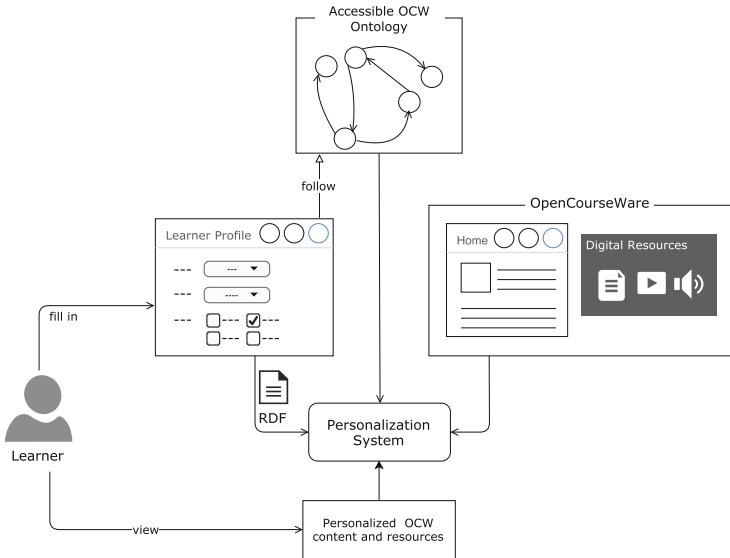 Accessible OCW
Ontology
follow
OpenCourseWare
Learner Profile
Home
Digital Resources
---
---
---
----
---
---
---
---
---
fill in
RDF
Personalization
System
Learner
view
Personalized OCW
content and resources